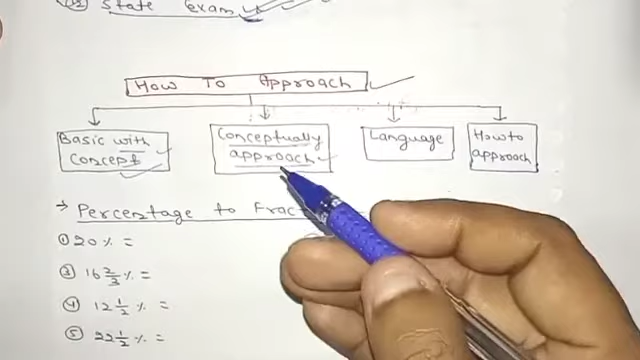 State Exam
How To Approach
Basic with
concept
Conceptually
approach
Language
How to
approach
→ Percentage to Frac
① 20% =
③ 16 2/3 % =
④ 12 1/2 % =
⑤ 22 1/2 % =